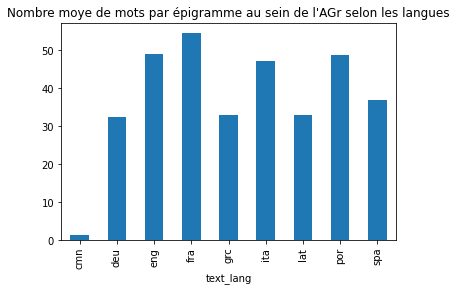 Nombre moye de mots par épigramme au sein de l'AGr selon les langues
50
40
30
20
10
0
cmn deu eng fra grc ita lat por spa
text_lang